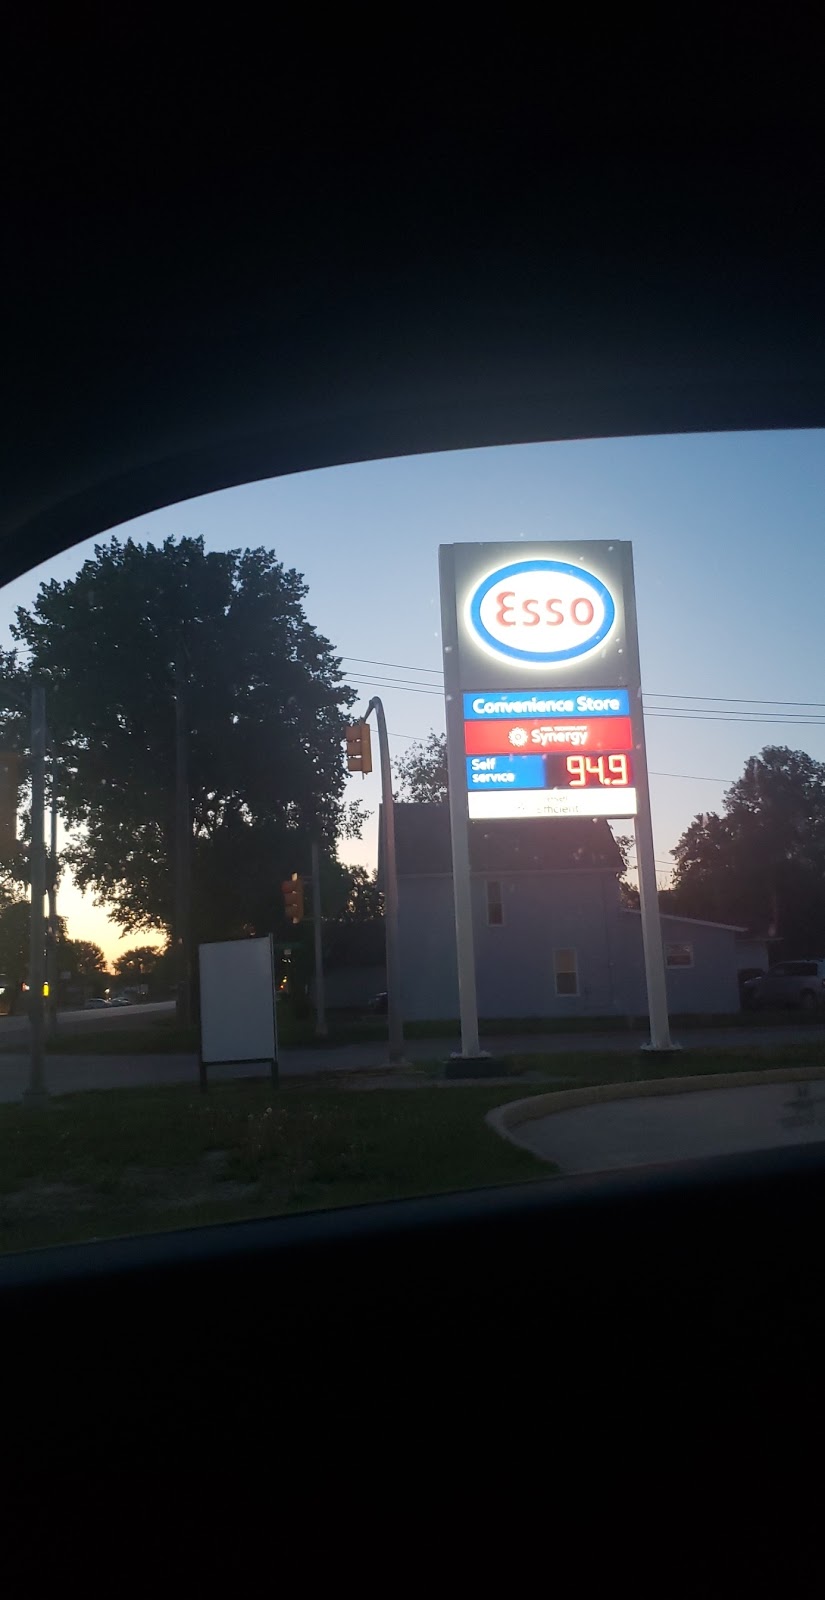 Esso
Convenience Store
Synergy
Self
service
94.9